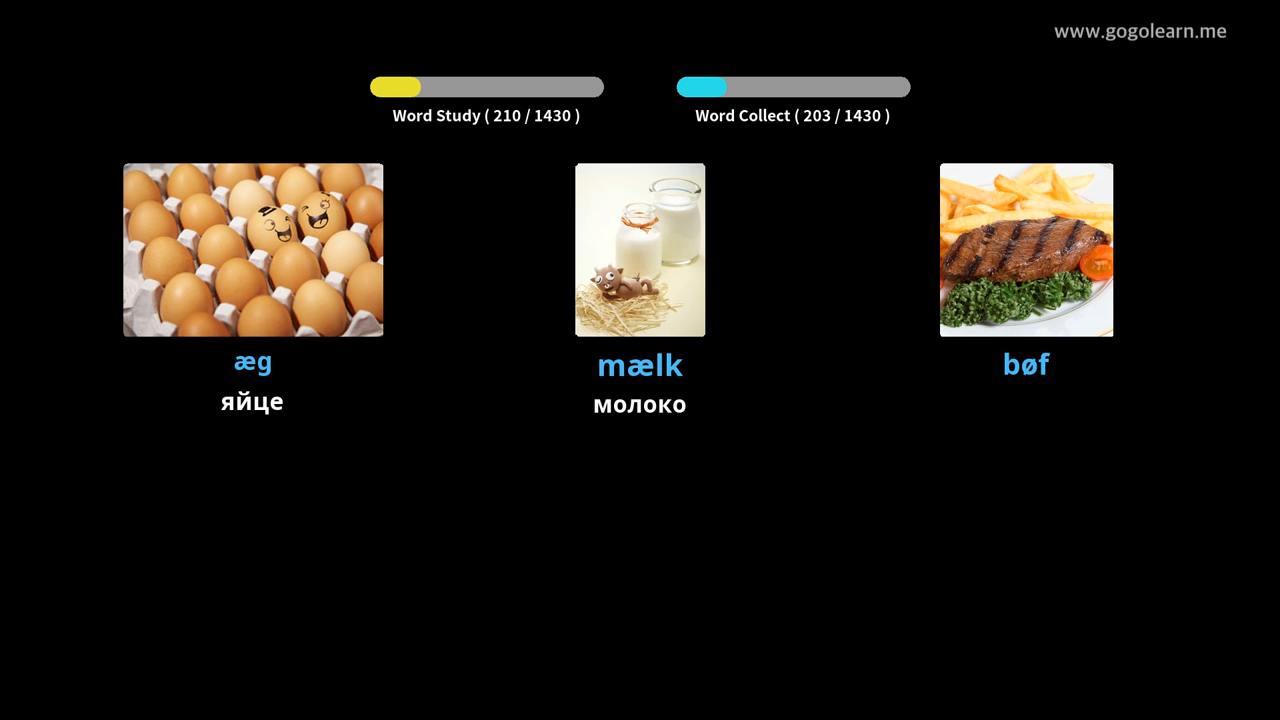 www.gogolearn.me
Word Study ( 210 / 1430 )
Word Collect ( 203 / 1430 )
æg
mælk
bøf
яйце
молоко